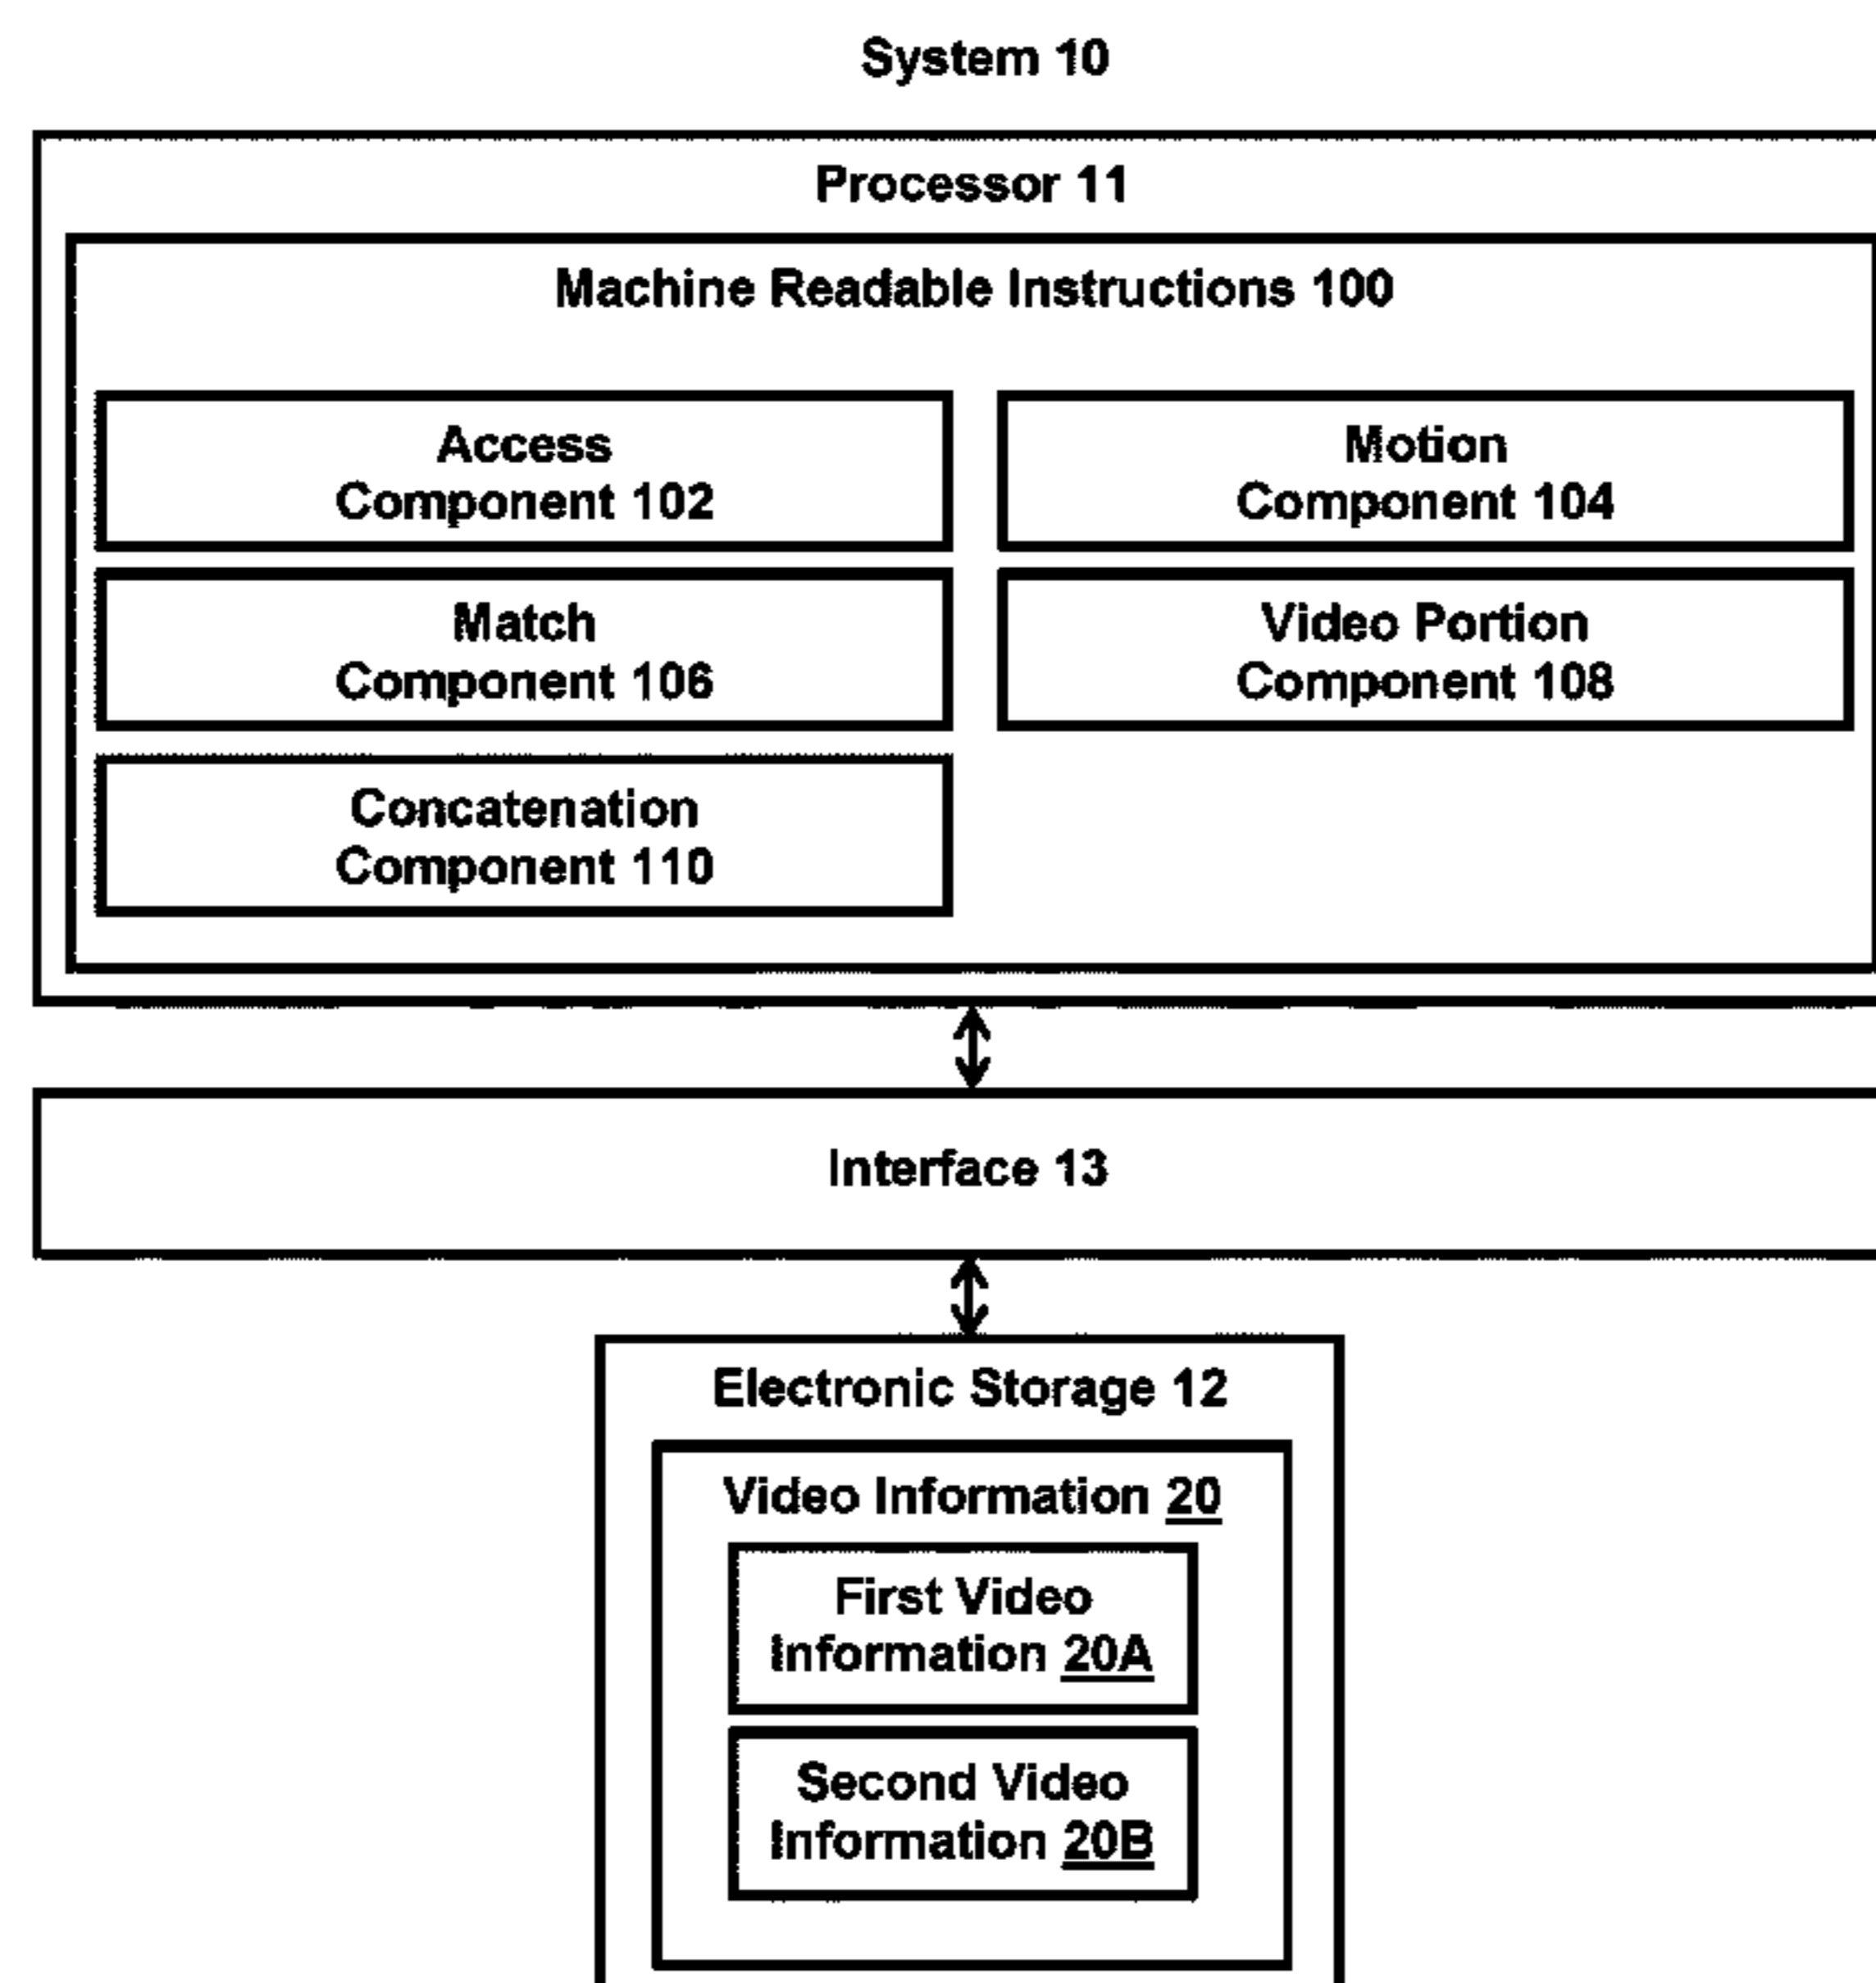 System 10
Processor 11
Machine Readable Instructions 100
Access
Component 102
Motion
Component 104
Match
Component 106
Video Portion
Component 108
Concatenation
Component 110
Interface 13
Electronic Storage 12
Video Information 20
First Video
Information 20A
Second Video
Information 20B